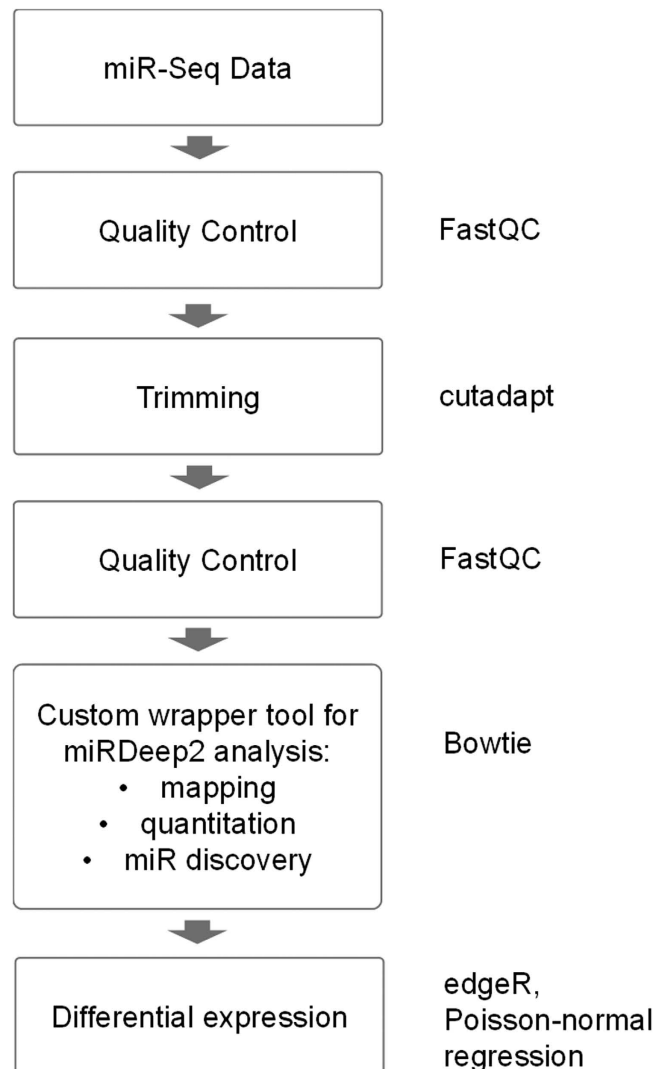 miR-Seq Data
Quality Control
FastQC
Trimming
cutadapt
Quality Control
FastQC
Custom wrapper tool for
miRDeep2 analysis:
• mapping
• quantitation
• miR discovery
Bowtie
Differential expression
edgeR,
Poisson-normal
regression